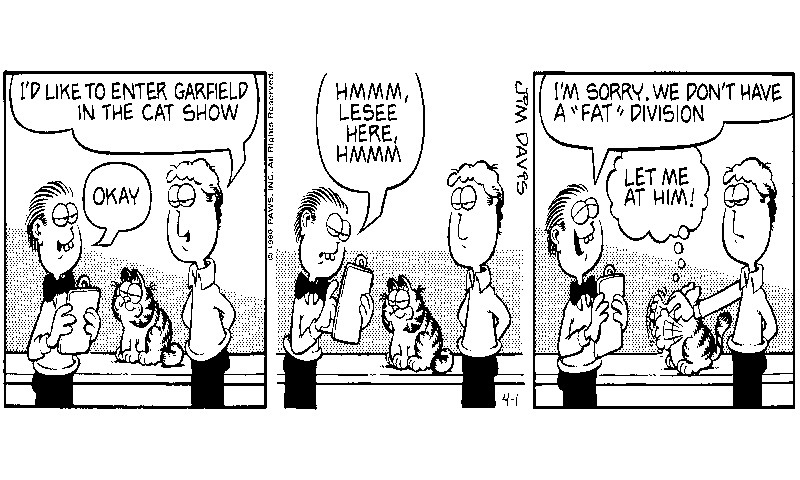 I'D LIKE TO ENTER GARFIELD
IN THE CAT SHOW
OKAY
© 1980 PAWS, INC. All Rights Reserved.
HMMM,
LESEE
HERE,
HMMM
4-1
JIM DAVIS
I'M SORRY. WE DON'T HAVE
A "FAT" DIVISION
LET ME
AT HIM!